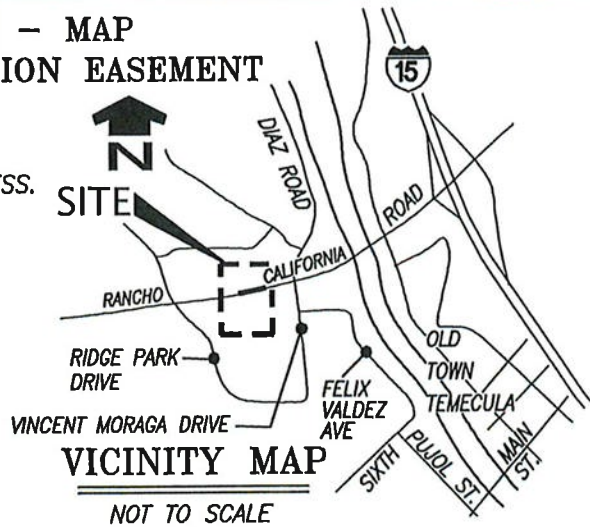 – MAP
ION EASEMENT
15
N
DIAZ ROAD
SITE
RANCHO CALIFORNIA ROAD
RIDGE PARK
DRIVE
VINCENT MORAGA DRIVE
FELIX
VALDEZ
AVE
OLD
TOWN
TEMECULA
SIXTH
PUJOL ST.
MAIN
ST.
VICINITY MAP
NOT TO SCALE